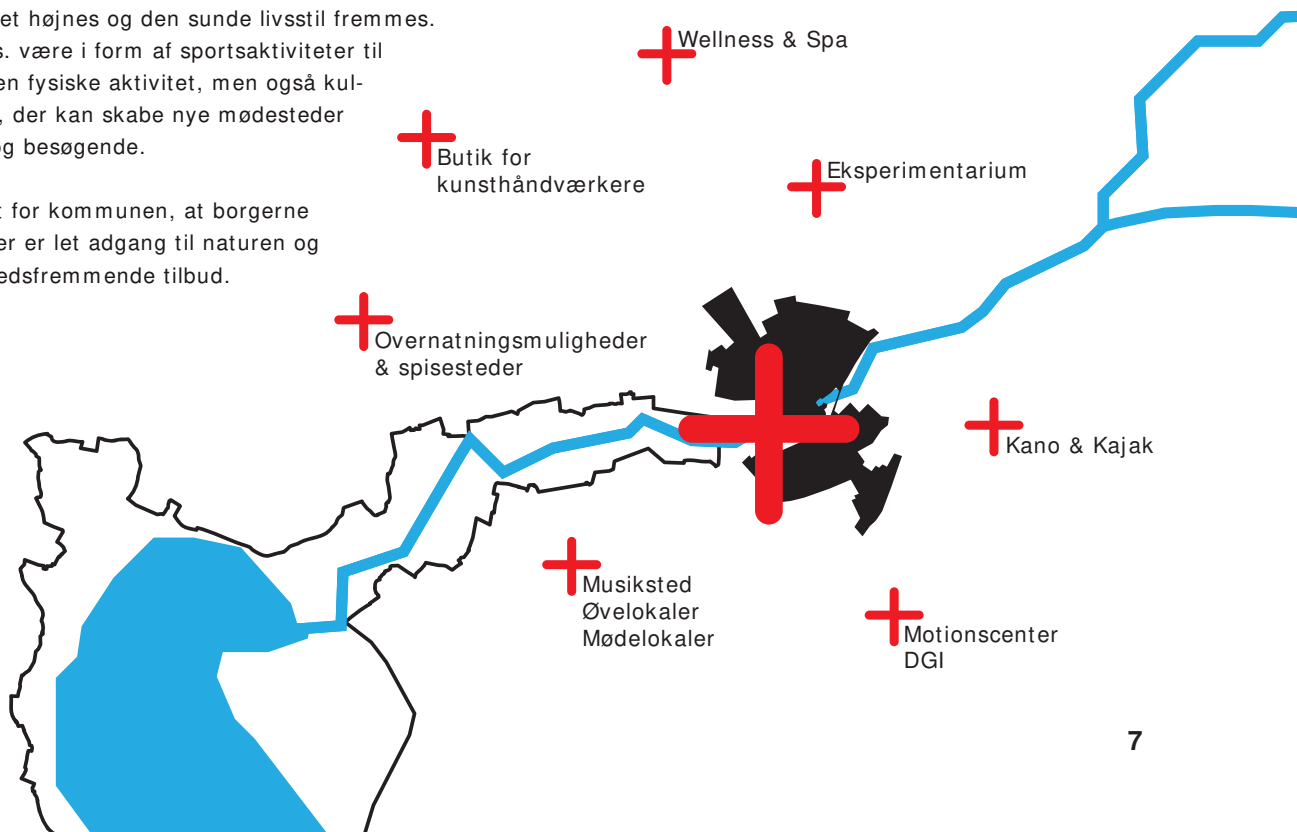 et højnes og den sunde livsstil fremmes.
s. være i form af sportsaktiviteter til
en fysiske aktivitet, men også kul-
, der kan skabe nye mødesteder
og besøgende.
t for kommunen, at borgerne
er er let adgang til naturen og
edsfremmende tilbud.
Wellness & Spa
Butik for
kunsthåndværkere
Eksperimentarium
Overnatningsmuligheder
& spisesteder
Kano & Kajak
Musiksted
Øvelokaler
Mødelokaler
Motionscenter
DGI
7